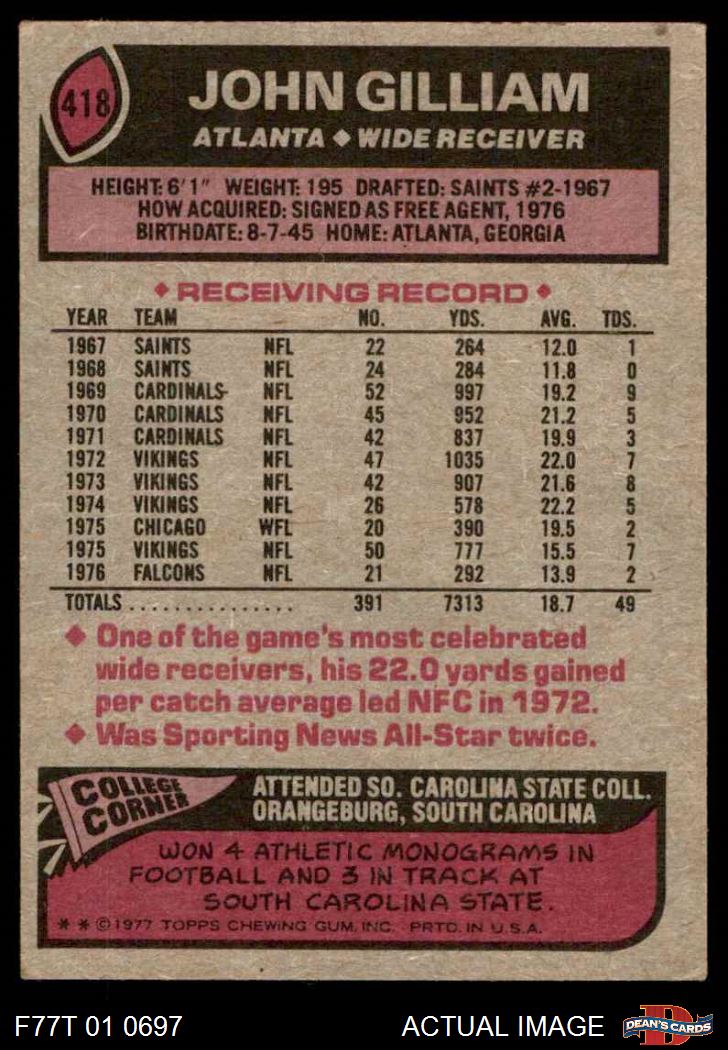 418
JOHN GILLIAM
ATLANTA ◆ WIDE RECEIVER
HEIGHT: 6'1" WEIGHT: 195 DRAFTED: SAINTS #2-1967
HOW ACQUIRED: SIGNED AS FREE AGENT, 1976
BIRTHDATE: 8-7-45 HOME: ATLANTA, GEORGIA
◆ RECEIVING RECORD ◆
YEAR TEAM NO. YDS. AVG. TDS.
1967 SAINTS NFL 22 264 12.0 1
1968 SAINTS NFL 24 284 11.8 0
1969 CARDINALS NFL 52 997 19.2 9
1970 CARDINALS NFL 45 952 21.2 5
1971 CARDINALS NFL 42 837 19.9 3
1972 VIKINGS NFL 47 1035 22.0 7
1973 VIKINGS NFL 42 907 21.6 8
1974 VIKINGS NFL 26 578 22.2 5
1975 CHICAGO WFL 20 390 19.5 2
1975 VIKINGS NFL 50 777 15.5 7
1976 FALCONS NFL 21 292 13.9 2
TOTALS............... 391 7313 18.7 49
◆ One of the game's most celebrated
wide receivers, his 22.0 yards gained
per catch average led NFC in 1972.
◆ Was Sporting News All-Star twice.
COLLEGE
CORNER
ATTENDED SO. CAROLINA STATE COLL.
ORANGEBURG, SOUTH CAROLINA
WON 4 ATHLETIC MONOGRAMS IN
FOOTBALL AND 3 IN TRACK AT
SOUTH CAROLINA STATE.
* * © 1977 TOPPS CHEWING GUM, INC. PRTD. IN U.S.A.
F77T 01 0697 ACTUAL IMAGE
D
DEAN'S CARDS